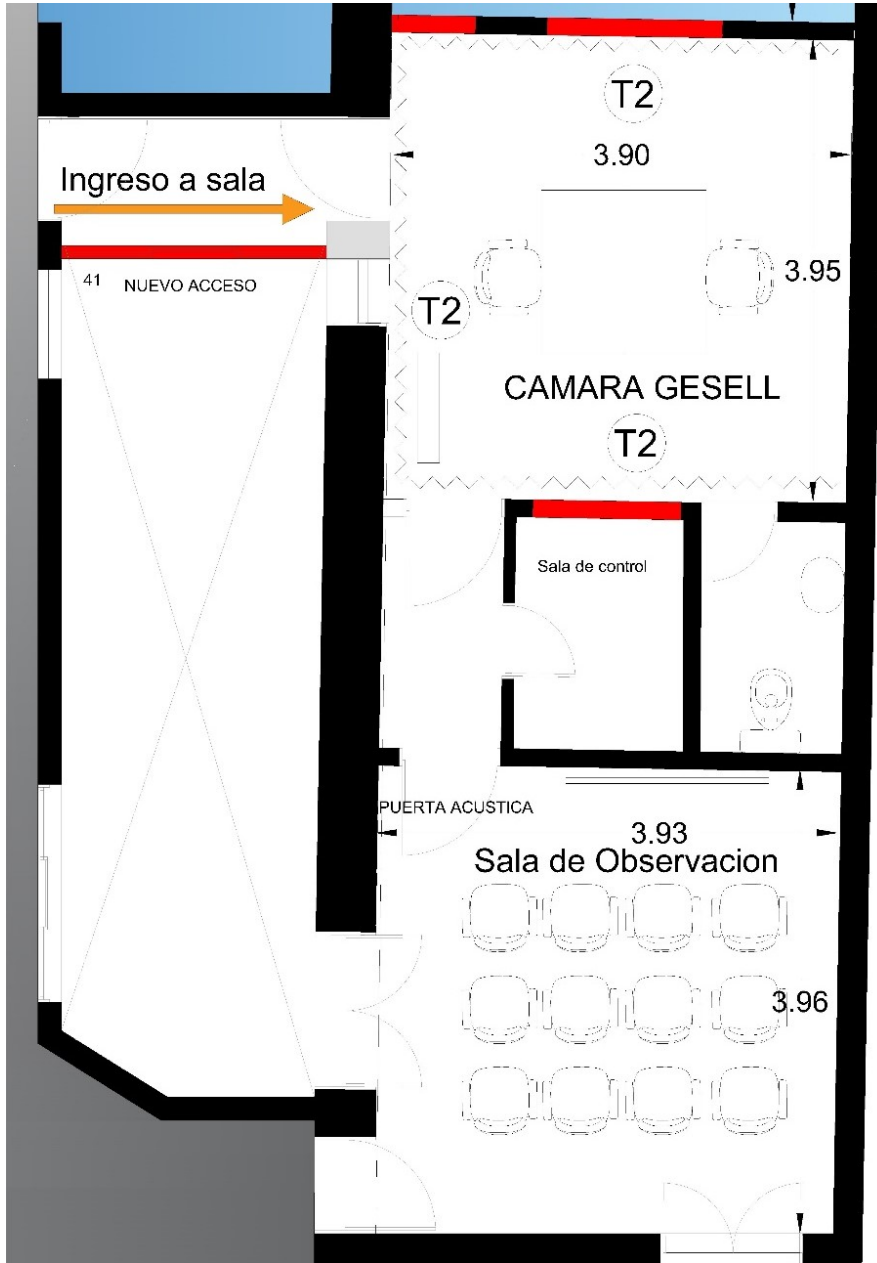 T2
3.90
Ingreso a sala
3.95
41
NUEVO ACCESO
T2
CAMARA GESELL
T2
Sala de control
PUERTA ACUSTICA
3.93
Sala de Observacion
3.96